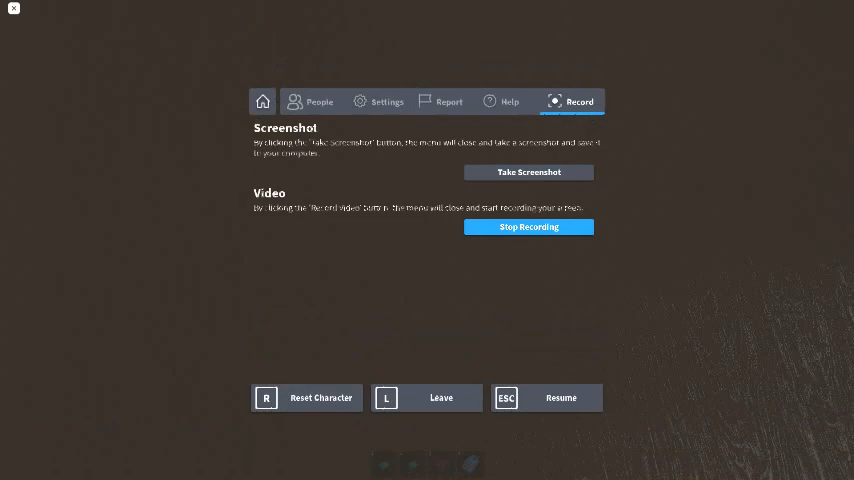 People Settings Report Help Record
Screenshot
By clicking the 'Take Screenshot' button, the menu will close and take a screenshot and save it
to your computer.
Take Screenshot
Video
By clicking the 'Record Video' button, the menu will close and start recording your screen.
Stop Recording
R Reset Character L Leave ESC Resume